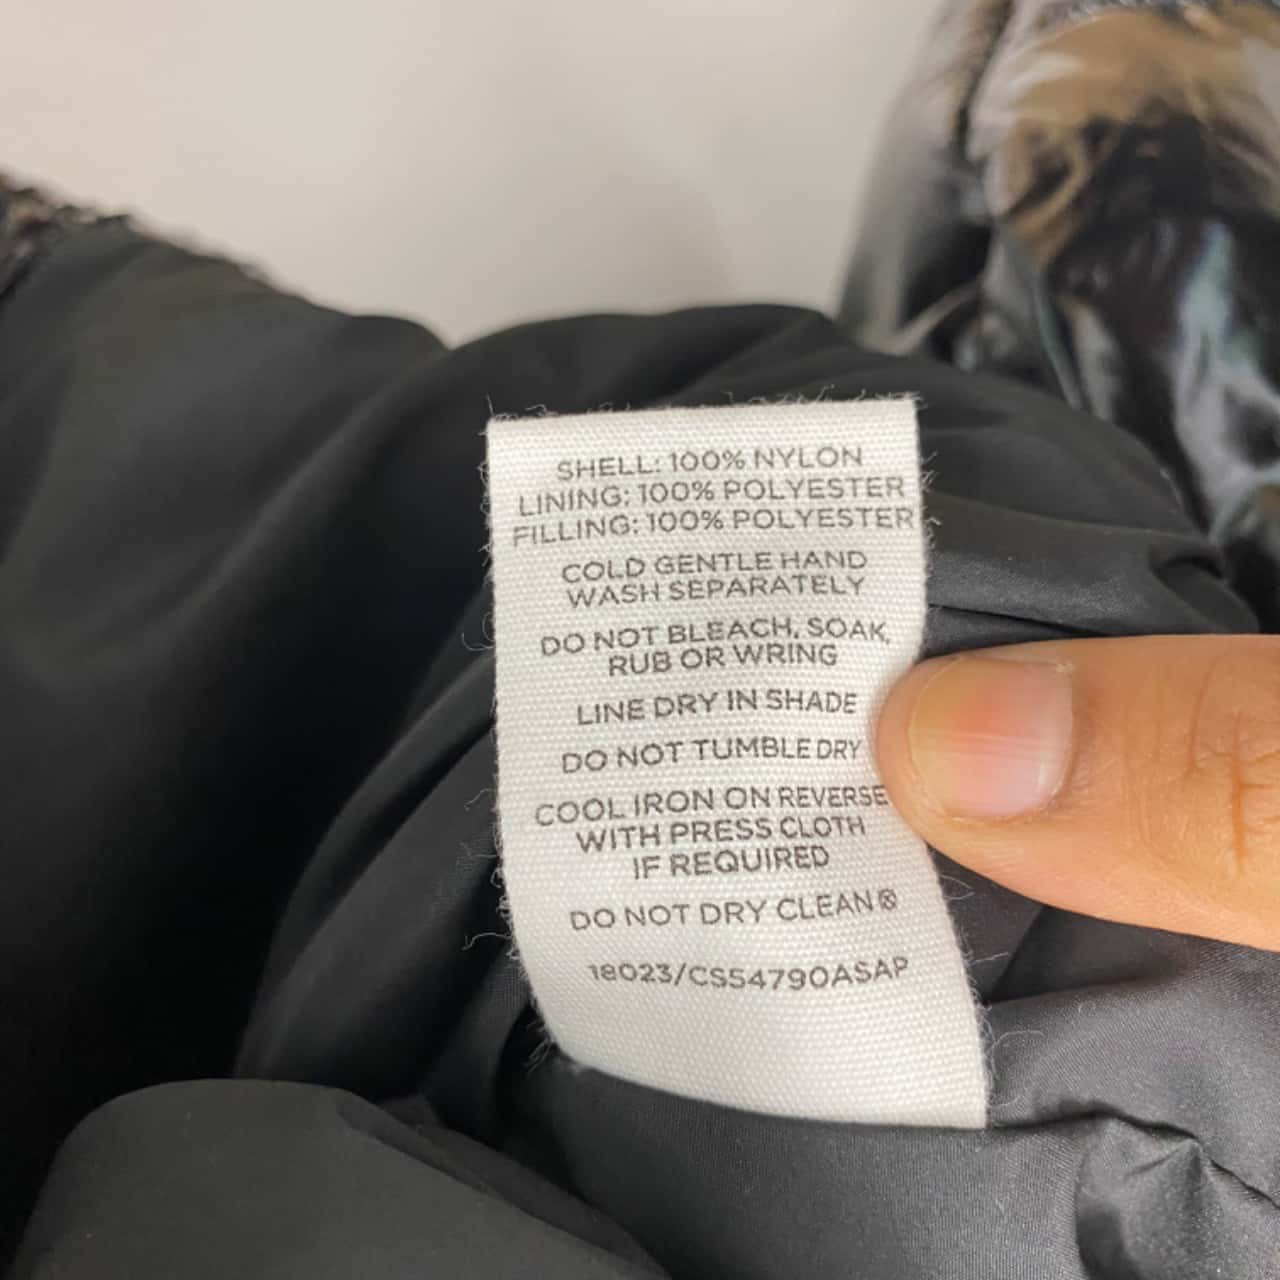 SHELL: 100% NYLON
LINING: 100% POLYESTER
FILLING: 100% POLYESTER
COLD GENTLE HAND
WASH SEPARATELY
DO NOT BLEACH, SOAK,
RUB OR WRING
LINE DRY IN SHADE
DO NOT TUMBLE DRY
COOL IRON ON REVERSE
WITH PRESS CLOTH
IF REQUIRED
DO NOT DRY CLEAN ⓧ
18023/CS54790ASAP